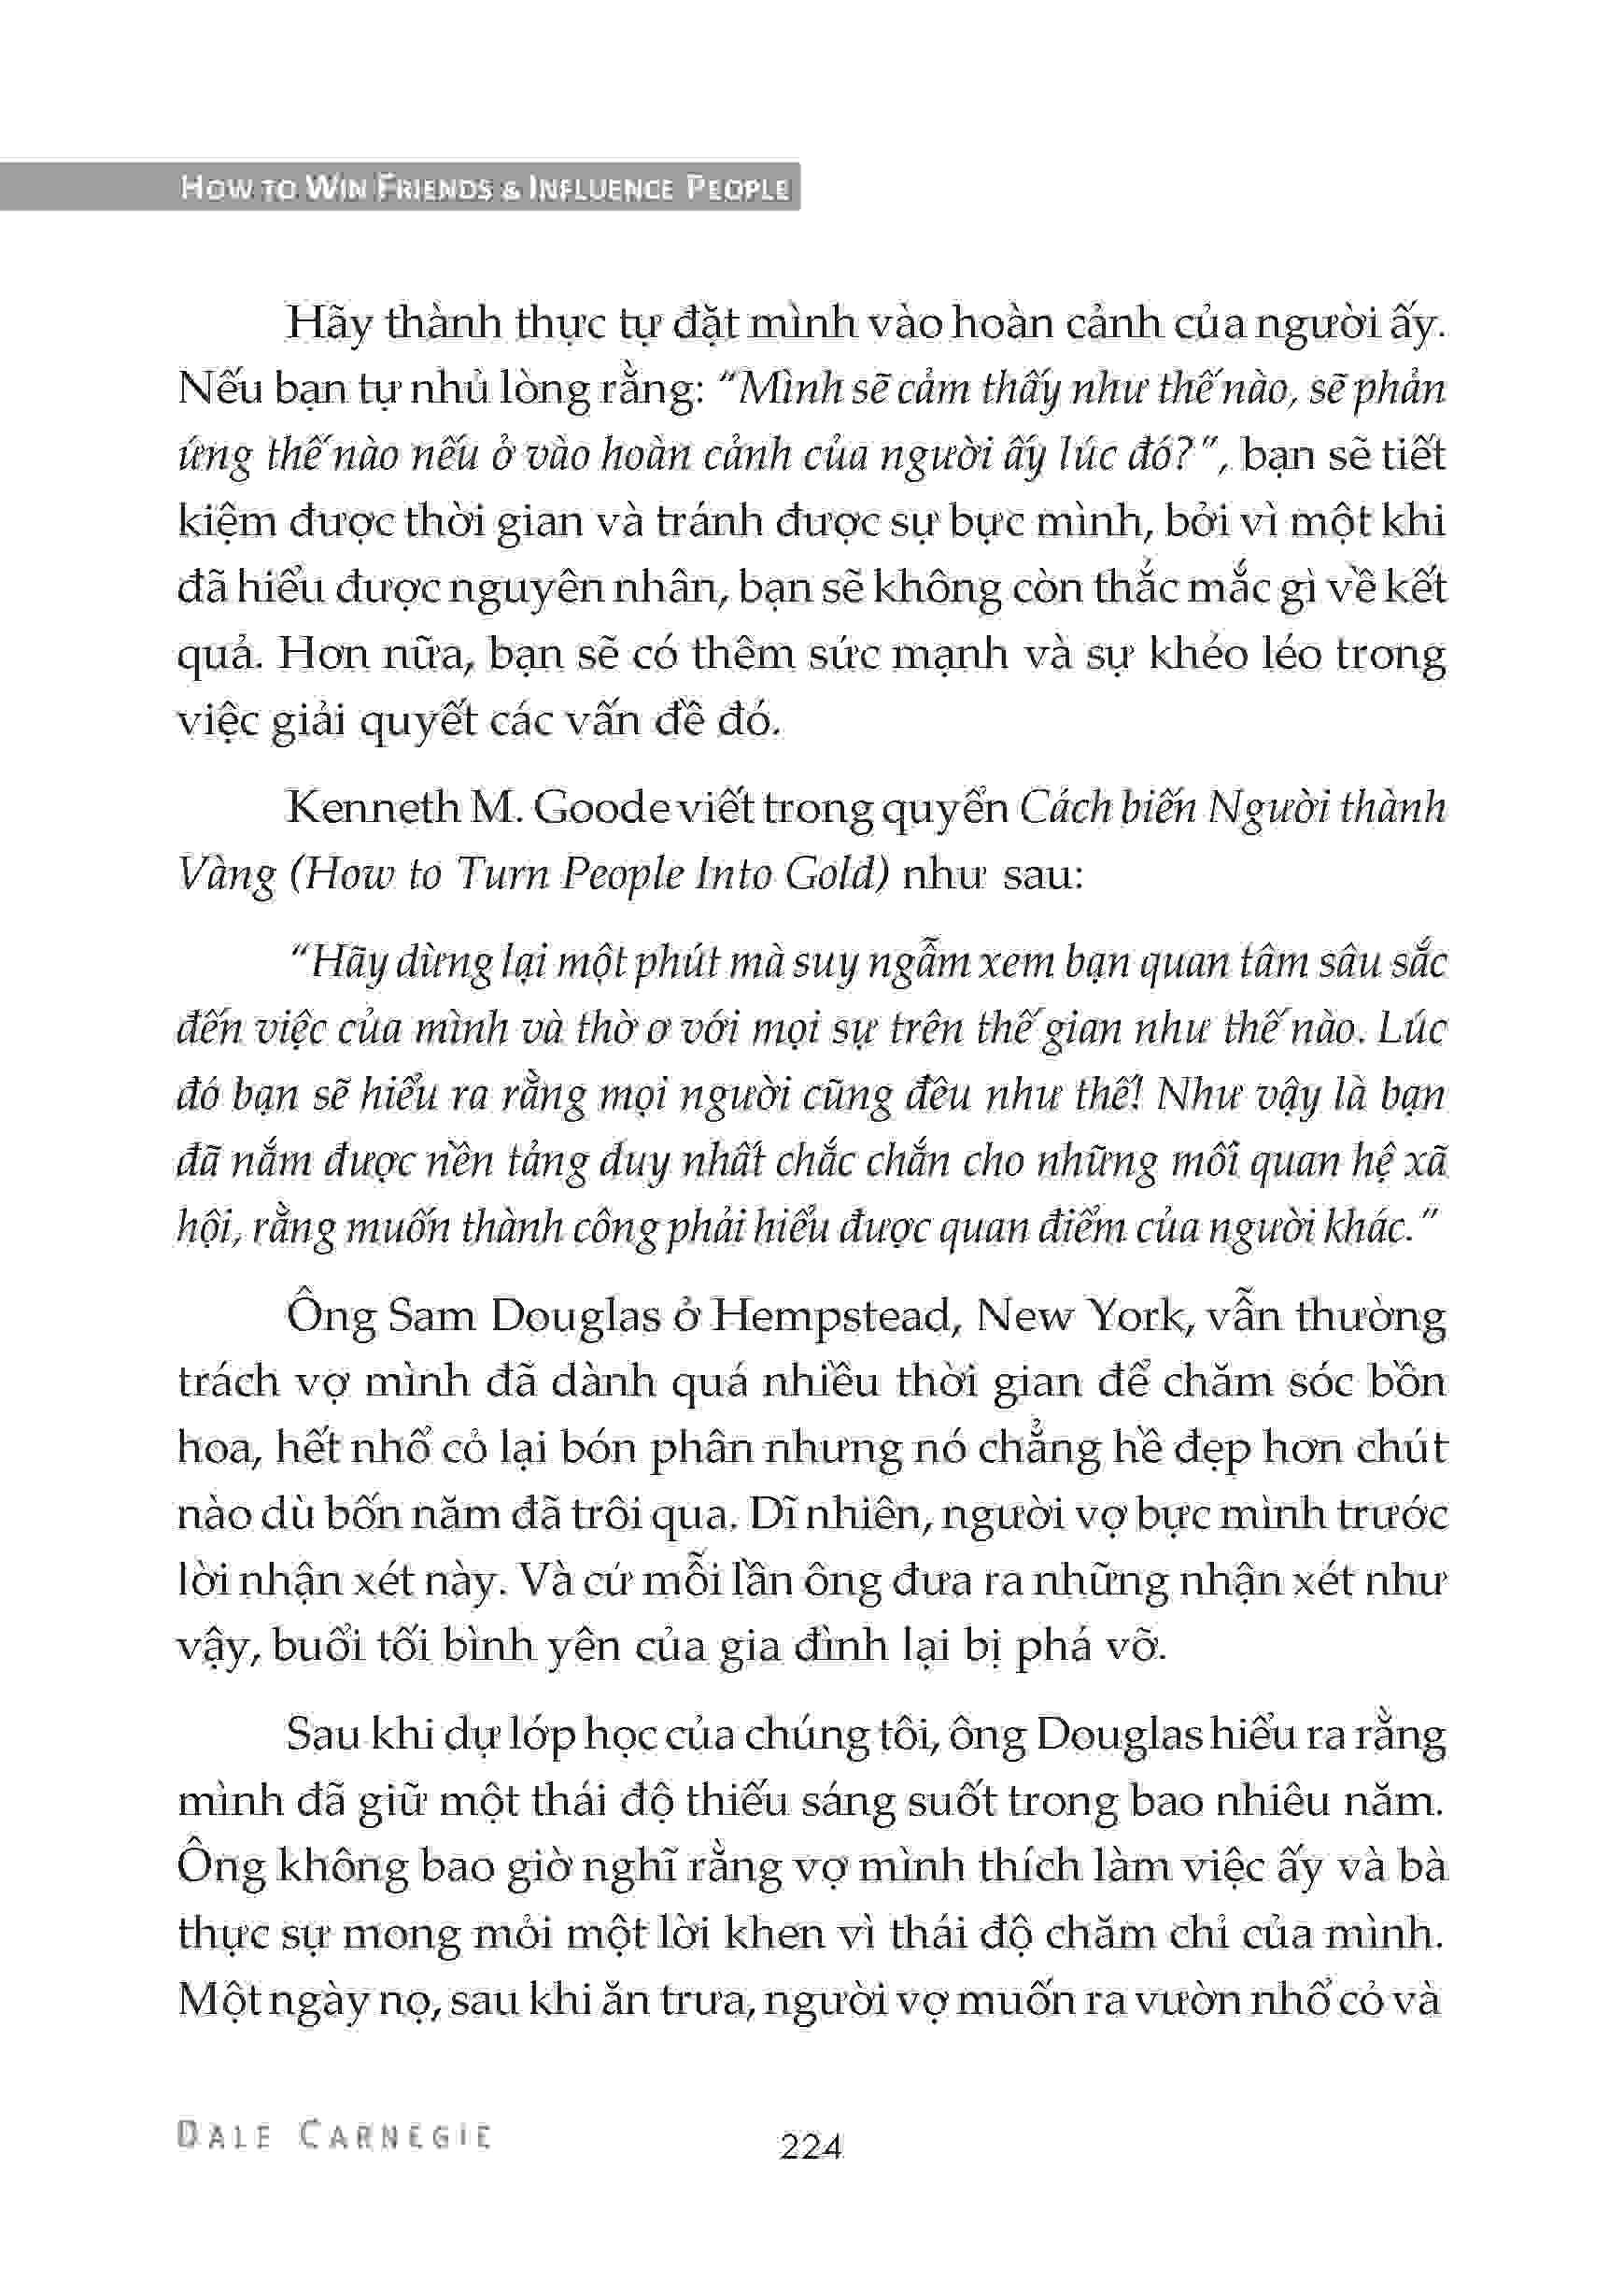 HOW TO WIN FRIENDS & INFLUENCE PEOPLE
Hãy thành thực tự đặt mình vào hoàn cảnh của người ấy.
Nếu bạn tự nhủ lòng rằng: “Mình sẽ cảm thấy như thế nào, sẽ phản
ứng thế nào nếu ở vào hoàn cảnh của người ấy lúc đó?”, bạn sẽ tiết
kiệm được thời gian và tránh được sự bực mình, bởi vì một khi
đã hiểu được nguyên nhân, bạn sẽ không còn thắc mắc gì về kết
quả. Hơn nữa, bạn sẽ có thêm sức mạnh và sự khéo léo trong
việc giải quyết các vấn đề đó.
Kenneth M. Goode viết trong quyển Cách biến Người thành
Vàng (How to Turn People Into Gold) như sau:
“Hãy dừng lại một phút mà suy ngẫm xem bạn quan tâm sâu sắc
đến việc của mình và thờ ơ với mọi sự trên thế gian như thế nào. Lúc
đó bạn sẽ hiểu ra rằng mọi người cũng đều như thế! Như vậy là bạn
đã nắm được nền tảng duy nhất chắc chắn cho những mối quan hệ xã
hội, rằng muốn thành công phải hiểu được quan điểm của người khác.”
Ông Sam Douglas ở Hempstead, New York, vẫn thường
trách vợ mình đã dành quá nhiều thời gian để chăm sóc bồn
hoa, hết nhổ cỏ lại bón phân nhưng nó chẳng hề đẹp hơn chút
nào dù bốn năm đã trôi qua. Dĩ nhiên, người vợ bực mình trước
lời nhận xét này. Và cứ mỗi lần ông đưa ra những nhận xét như
vậy, buổi tối bình yên của gia đình lại bị phá vỡ.
Sau khi dự lớp học của chúng tôi, ông Douglas hiểu ra rằng
mình đã giữ một thái độ thiếu sáng suốt trong bao nhiêu năm.
Ông không bao giờ nghĩ rằng vợ mình thích làm việc ấy và bà
thực sự mong mỏi một lời khen vì thái độ chăm chỉ của mình.
Một ngày nọ, sau khi ăn trưa, người vợ muốn ra vườn nhổ cỏ và
DALE CARNEGIE
224